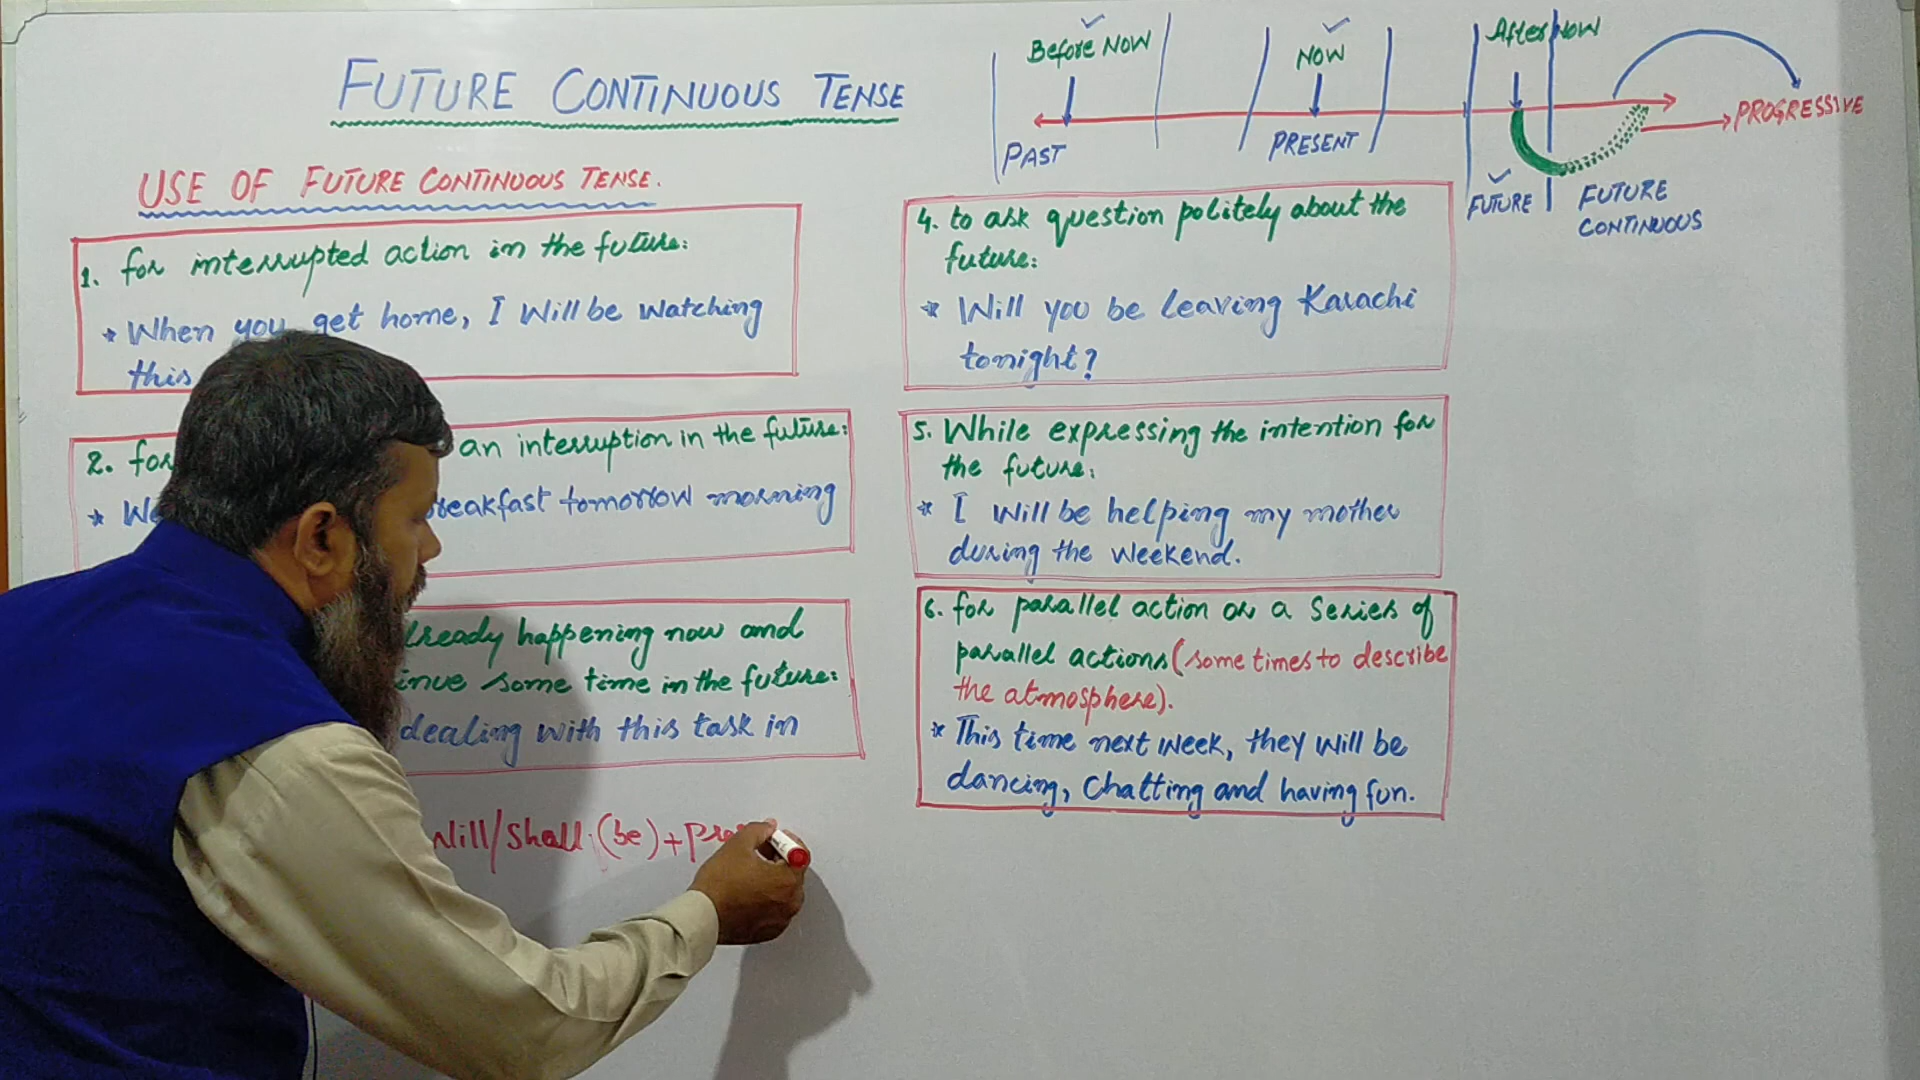 FUTURE CONTINUOUS TENSE
USE OF FUTURE CONTINUOUS TENSE.
1. for interrupted action in the future:
* When you get home, I will be watching
this
2. for an interruption in the future:
* breakfast tomorrow morning
already happening now and
some time in the future:
dealing with this task in
Will/Shall (be) +
Before NOW
NOW
After NOW
PROGRESSIVE
PAST
PRESENT
FUTURE
FUTURE
CONTINUOUS
4. to ask question politely about the
future:
* Will you be leaving Karachi
tonight?
5. While expressing the intention for
the future:
* I will be helping my mother
during the weekend.
6. for parallel action or a series of
parallel actions (some times to describe
the atmosphere).
* This time next week, they will be
dancing, Chatting and having fun.